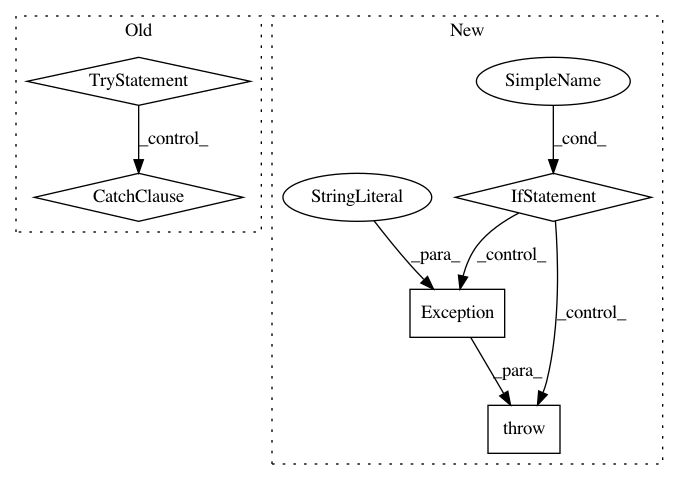 Old
New
TryStatement
SimpleName
_control_
_cond_
CatchClause
StringLiteral
IfStatement
_para_
_control_
_control_
Exception
_para_
throw